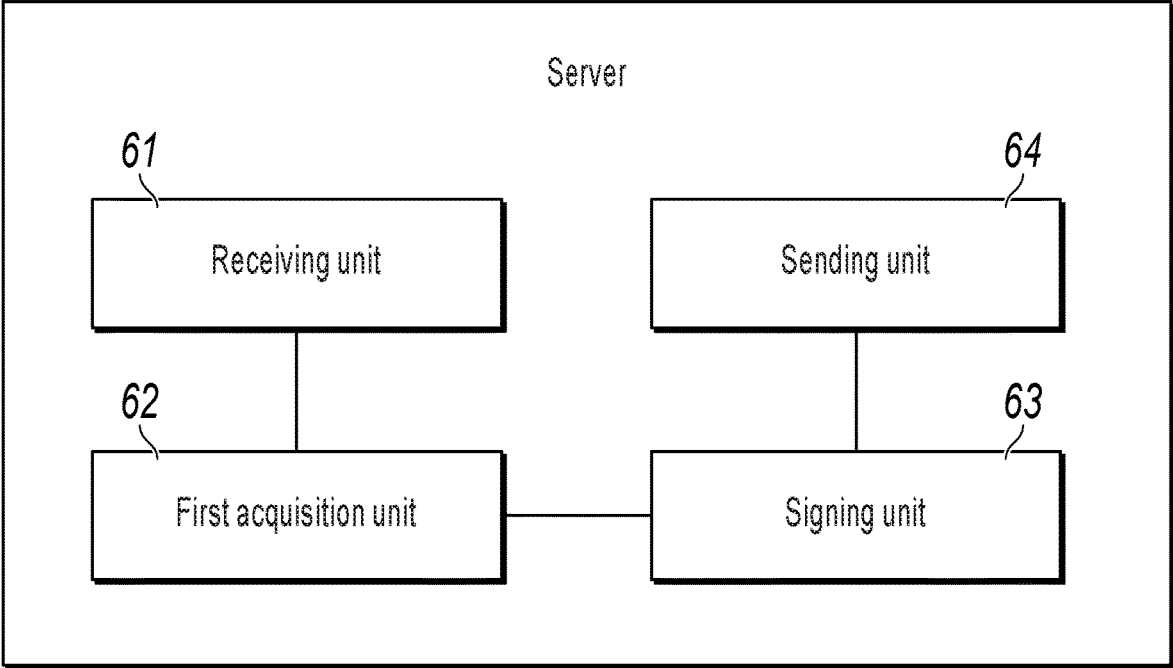 Server
61
64
Receiving unit
Sending unit
62
63
First acquisition unit
Signing unit